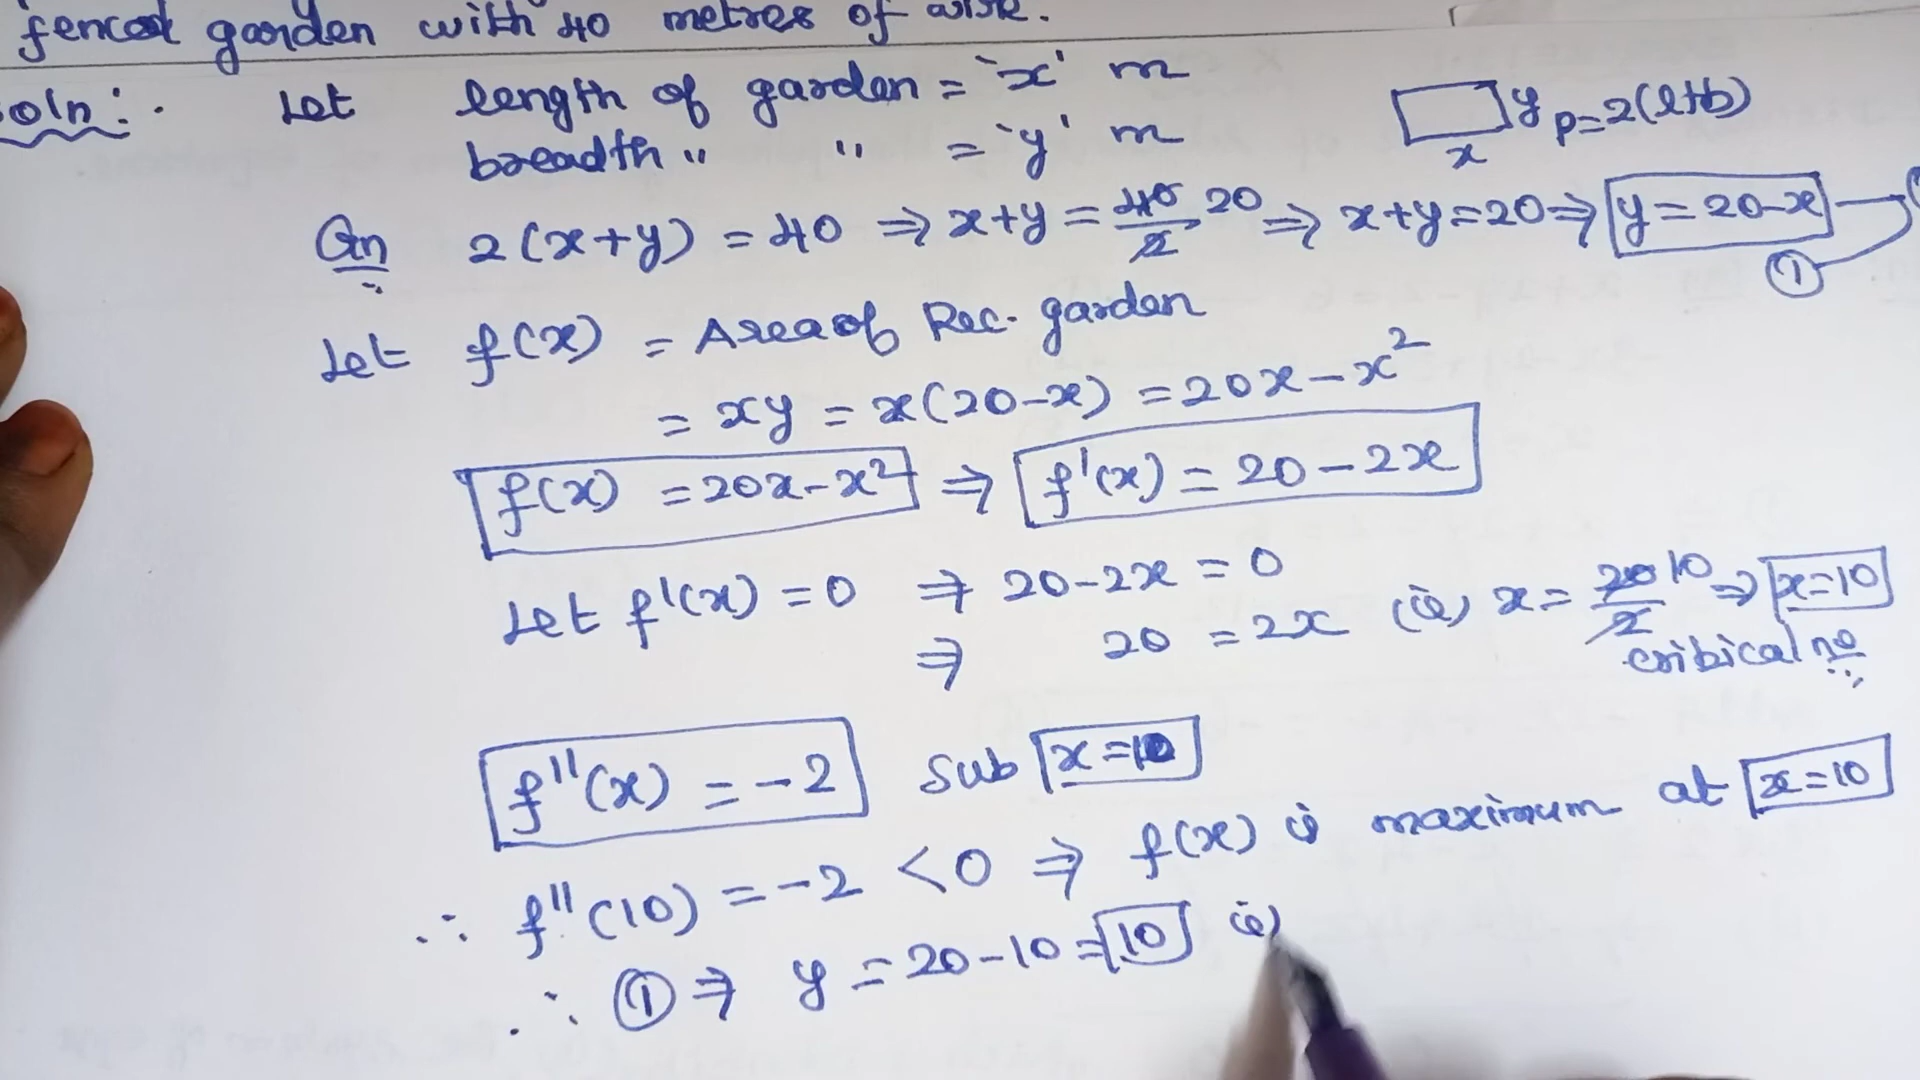 fenced garden with 40 metres of wire.
Soln:. Let length of garden = 'x' m
breadth " " = 'y' m
y P=2(l+b)
x
Gn 2(x+y) = 40 ⇒ x+y = 40/2 20 ⇒ x+y=20 ⇒ y = 20-x
①
Let f(x) = Area of Rec. garden
= xy = x(20-x) = 20x-x²
f(x) = 20x-x² ⇒ f'(x) = 20-2x
Let f'(x) = 0 ⇒ 20-2x = 0
⇒ 20 = 2x (ie) x = 20/2 10 ⇒ x=10
critical no
f''(x) = -2 Sub x=10
∴ f''(10) = -2 < 0 ⇒ f(x) is maximum at x=10
∴ ① ⇒ y = 20-10 = 10 ie)